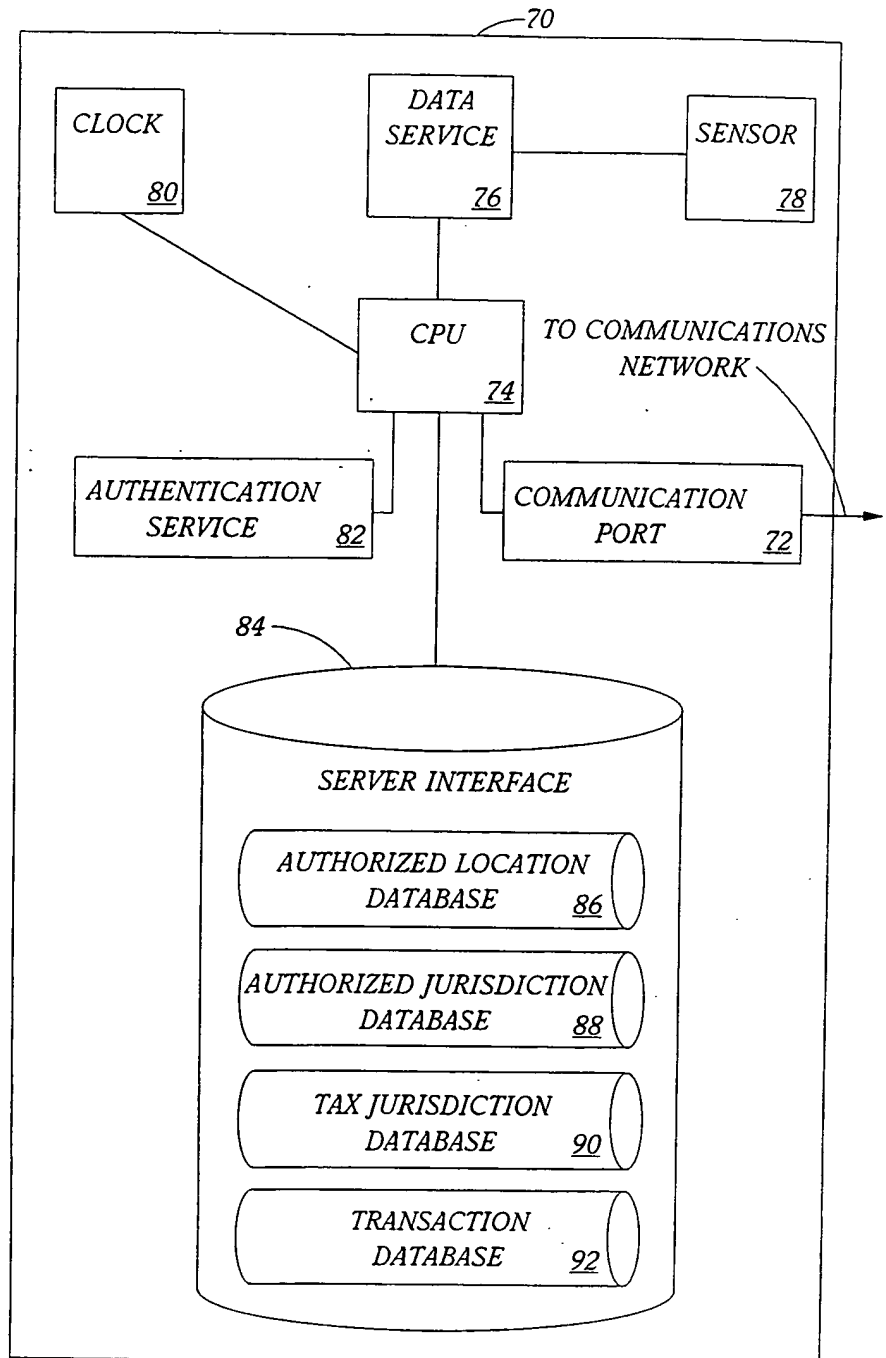 70
CLOCK
80
DATA
SERVICE
76
SENSOR
78
CPU
74
TO COMMUNICATIONS
NETWORK
AUTHENTICATION
SERVICE
82
COMMUNICATION
PORT
72
84
SERVER INTERFACE
AUTHORIZED LOCATION
DATABASE
86
AUTHORIZED JURISDICTION
DATABASE
88
TAX JURISDICTION
DATABASE
90
TRANSACTION
DATABASE
92